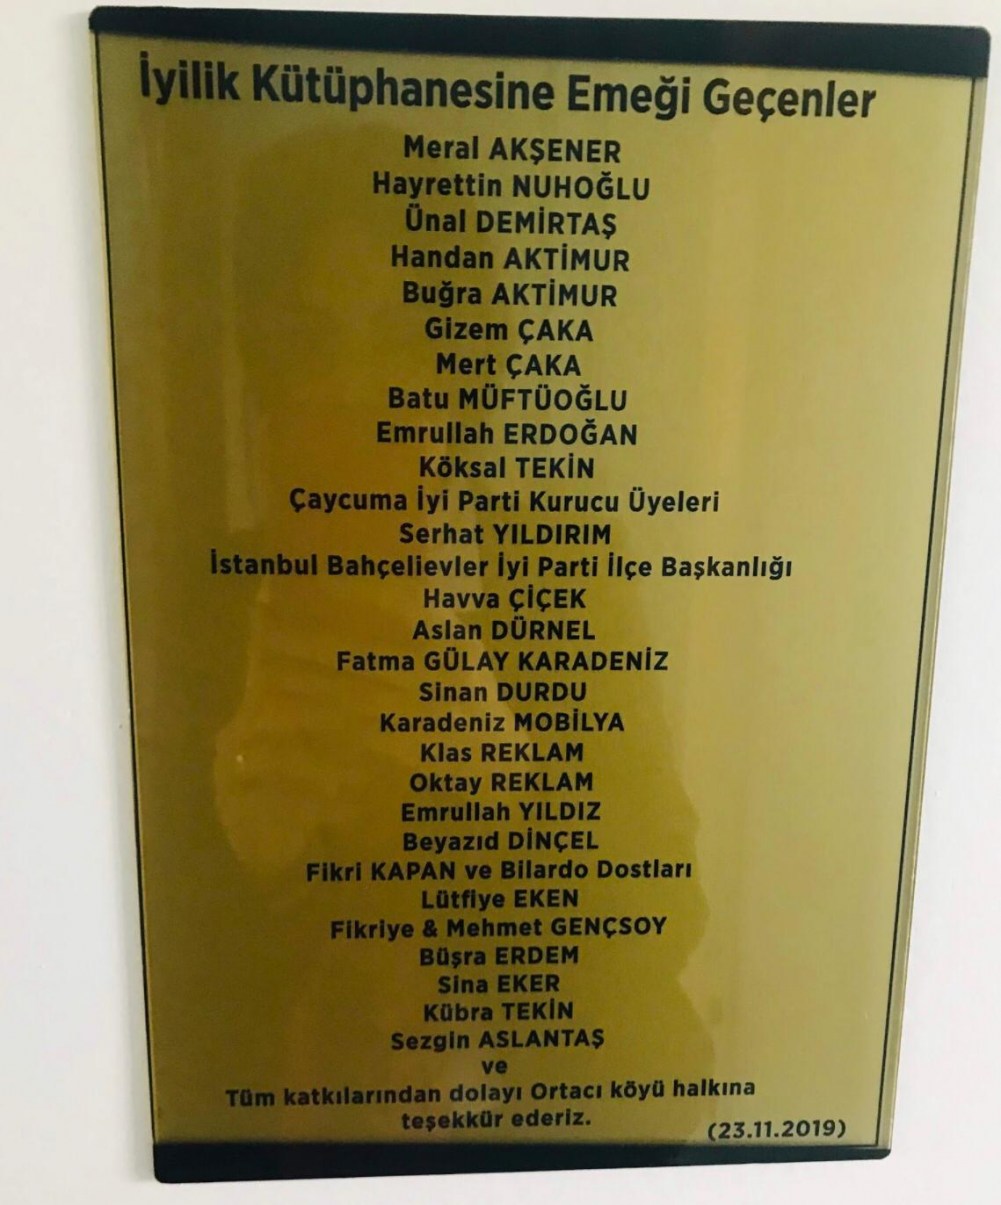 İyilik Kütüphanesine Emeği Geçenler
Meral AKŞENER
Hayrettin NUHOĞLU
Ünal DEMİRTAŞ
Handan AKTİMUR
Buğra AKTİMUR
Gizem ÇAKA
Mert ÇAKA
Batu MÜFTÜOĞLU
Emrullah ERDOĞAN
Köksal TEKİN
Çaycuma İyi Parti Kurucu Üyeleri
Serhat YILDIRIM
İstanbul Bahçelievler İyi Parti İlçe Başkanlığı
Havva ÇİÇEK
Aslan DÜRNEL
Fatma GÜLAY KARADENİZ
Sinan DURDU
Karadeniz MOBİLYA
Klas REKLAM
Oktay REKLAM
Emrullah YILDIZ
Beyazıd DİNÇEL
Fikri KAPAN ve Bilardo Dostları
Lütfiye EKEN
Fikriye & Mehmet GENÇSOY
Büşra ERDEM
Sina EKER
Kübra TEKİN
Sezgin ASLANTAŞ
ve
Tüm katkılarından dolayı Ortacı köyü halkına
teşekkür ederiz.
(23.11.2019)